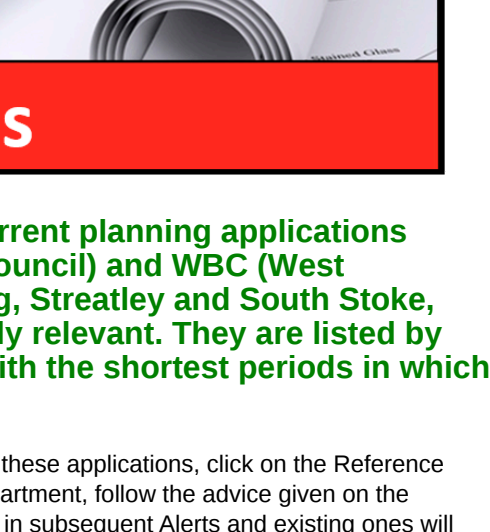 Stained Glass
s
rrent planning applications
ouncil) and WBC (West
g, Streatley and South Stoke,
ly relevant. They are listed by
ith the shortest periods in which
these applications, click on the Reference
artment, follow the advice given on the
in subsequent Alerts and existing ones will